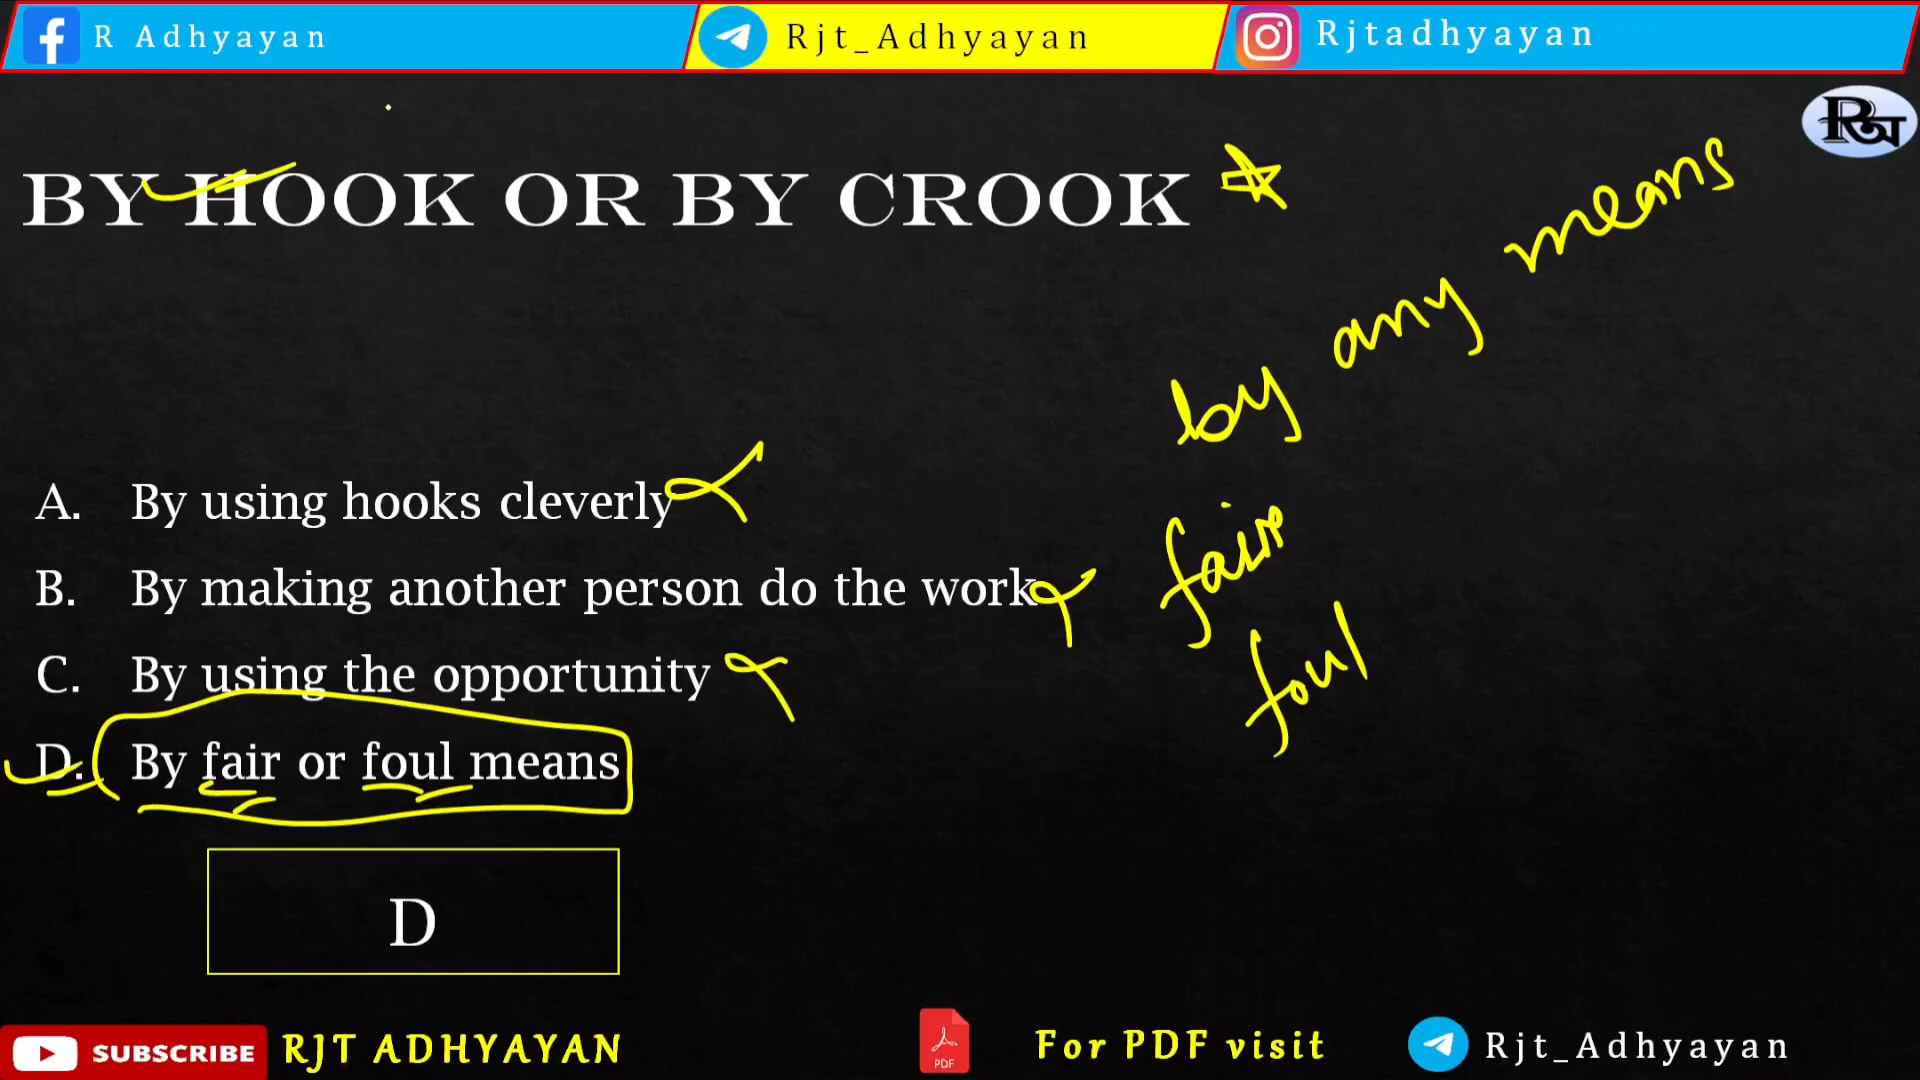 R Adhyayan
Rjt_Adhyayan
Rjtadhyayan
BY HOOK OR BY CROOK
by any means
A. By using hooks cleverly
B. By making another person do the work
fair
C. By using the opportunity
foul
D. By fair or foul means
D
SUBSCRIBE
RJT ADHYAYAN
PDF
For PDF visit
Rjt_Adhyayan